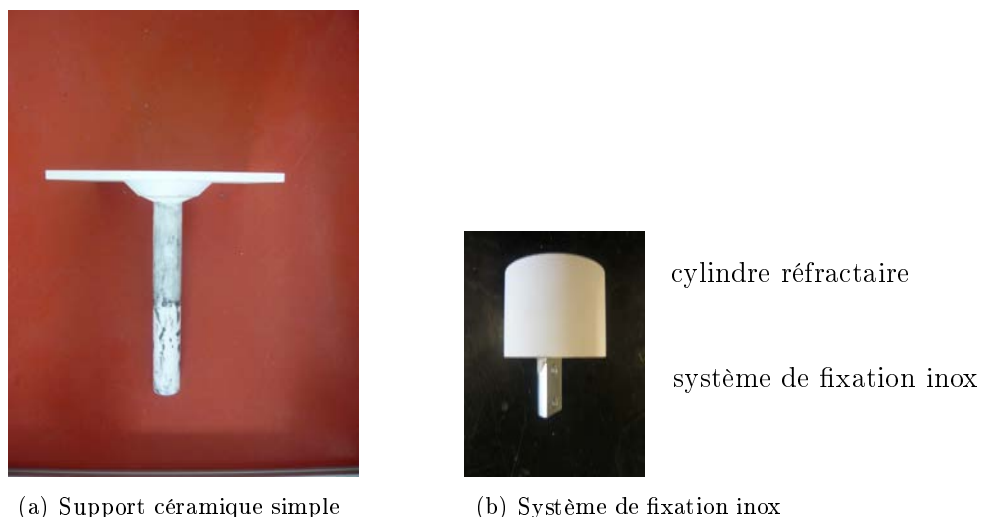 cylindre réfractaire
système de fixation inox
(a) Support céramique simple
(b) Système de fixation inox